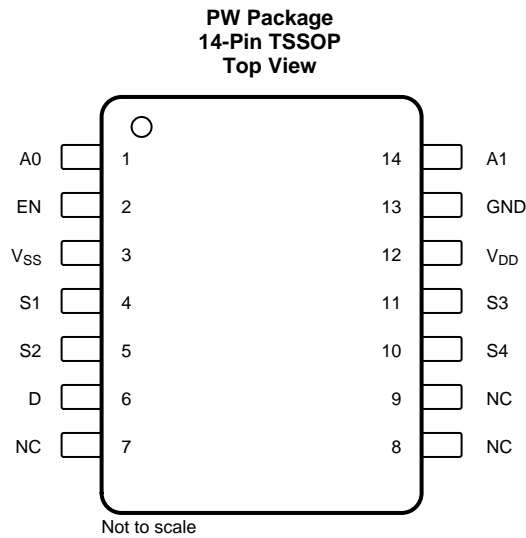 PW Package
14-Pin TSSOP
Top View
A0 1 14 A1
EN 2 13 GND
VSS 3 12 VDD
S1 4 11 S3
S2 5 10 S4
D 6 9 NC
NC 7 8 NC
Not to scale